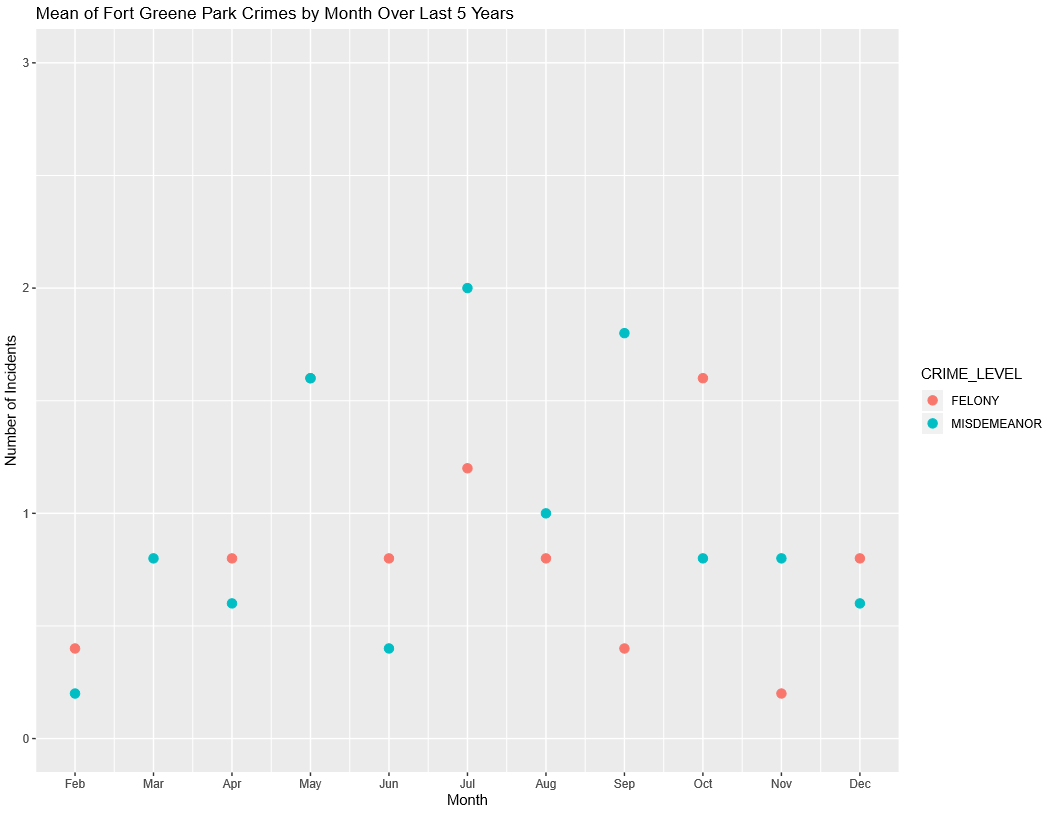 Mean of Fort Greene Park Crimes by Month Over Last 5 Years
Number of Incidents
3
2
1
0
Feb Mar Apr May Jun Jul Aug Sep Oct Nov Dec
Month
CRIME_LEVEL
FELONY
MISDEMEANOR